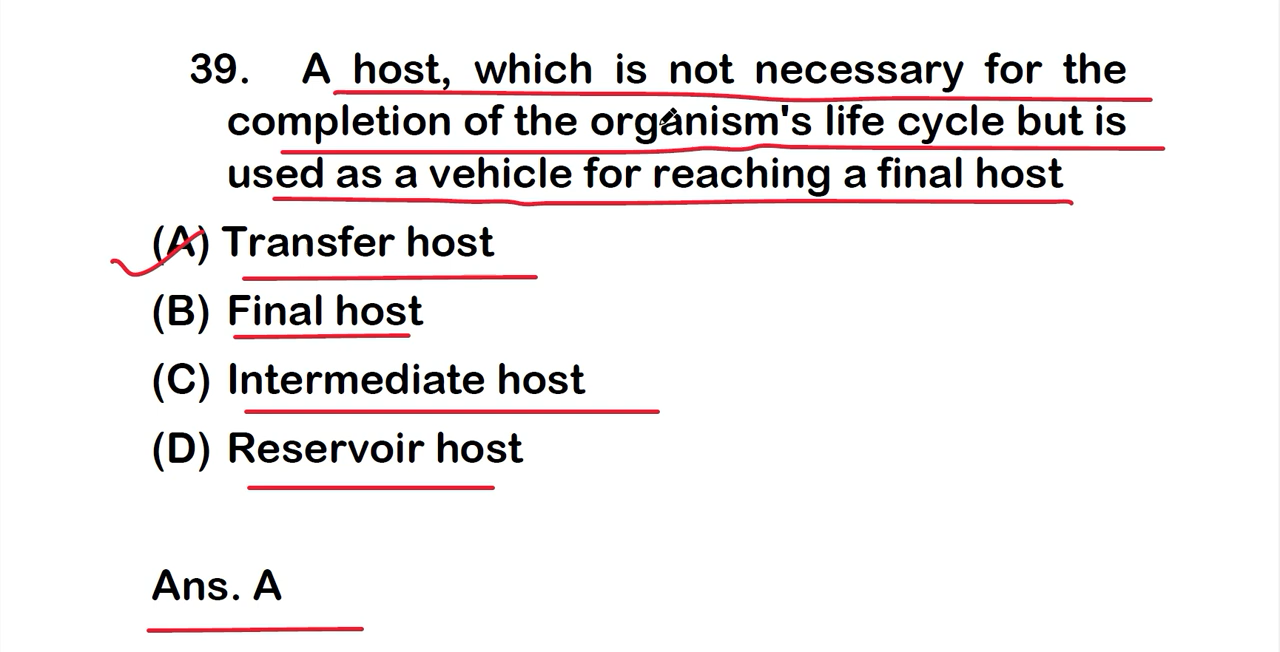 39. A host, which is not necessary for the
completion of the organism's life cycle but is
used as a vehicle for reaching a final host
(A) Transfer host
(B) Final host
(C) Intermediate host
(D) Reservoir host
Ans. A